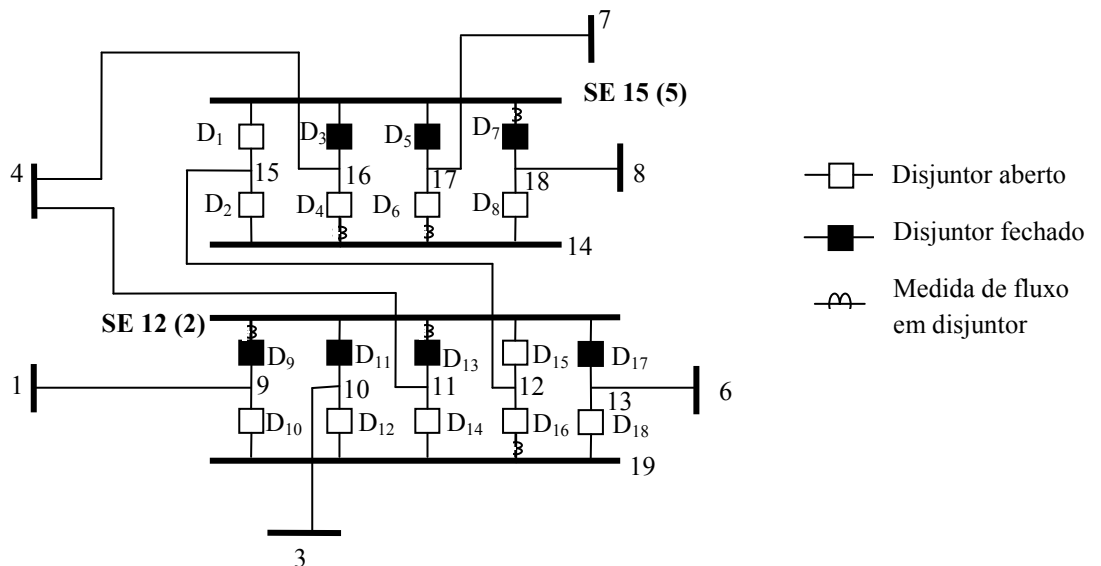 7
SE 15 (5)
D1
D3
D5
D7
4
15
16
17
18
8
D2
D4
D6
D8
14
SE 12 (2)
D9
D11
D13
D15
D17
1
9
10
11
12
13
6
D10
D12
D14
D16
D18
19
3
Disjuntor aberto
Disjuntor fechado
Medida de fluxo
em disjuntor